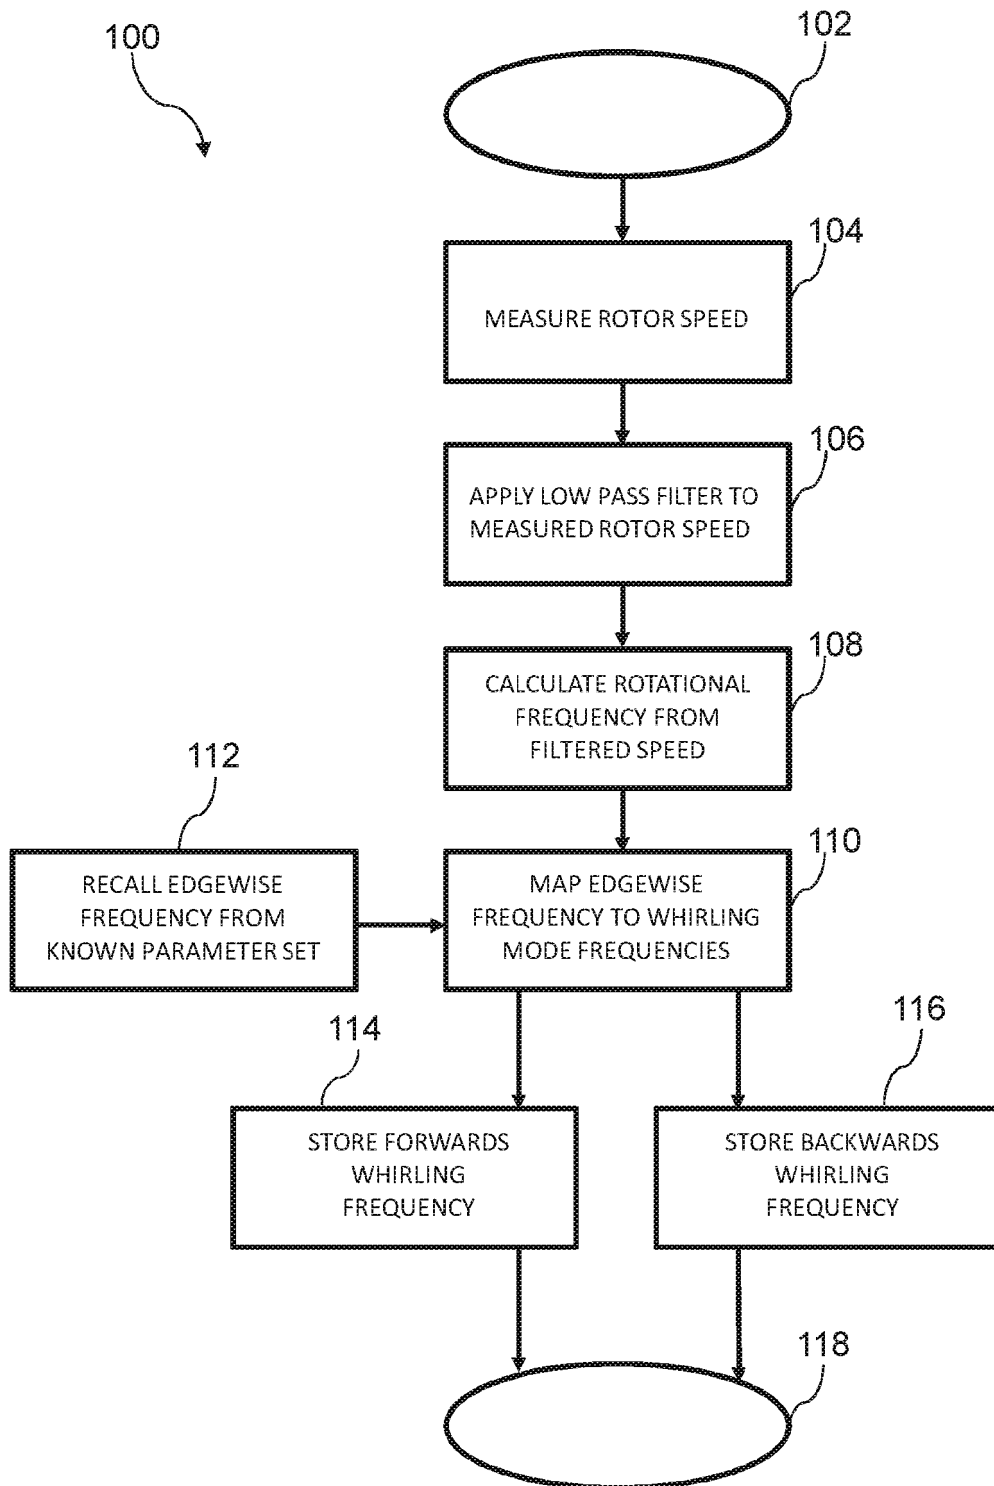 100
102
104
MEASURE ROTOR SPEED
106
APPLY LOW PASS FILTER TO
MEASURED ROTOR SPEED
108
CALCULATE ROTATIONAL
FREQUENCY FROM
FILTERED SPEED
112
RECALL EDGEWISE
FREQUENCY FROM
KNOWN PARAMETER SET
110
MAP EDGEWISE
FREQUENCY TO WHIRLING
MODE FREQUENCIES
114
STORE FORWARDS
WHIRLING
FREQUENCY
116
STORE BACKWARDS
WHIRLING
FREQUENCY
118